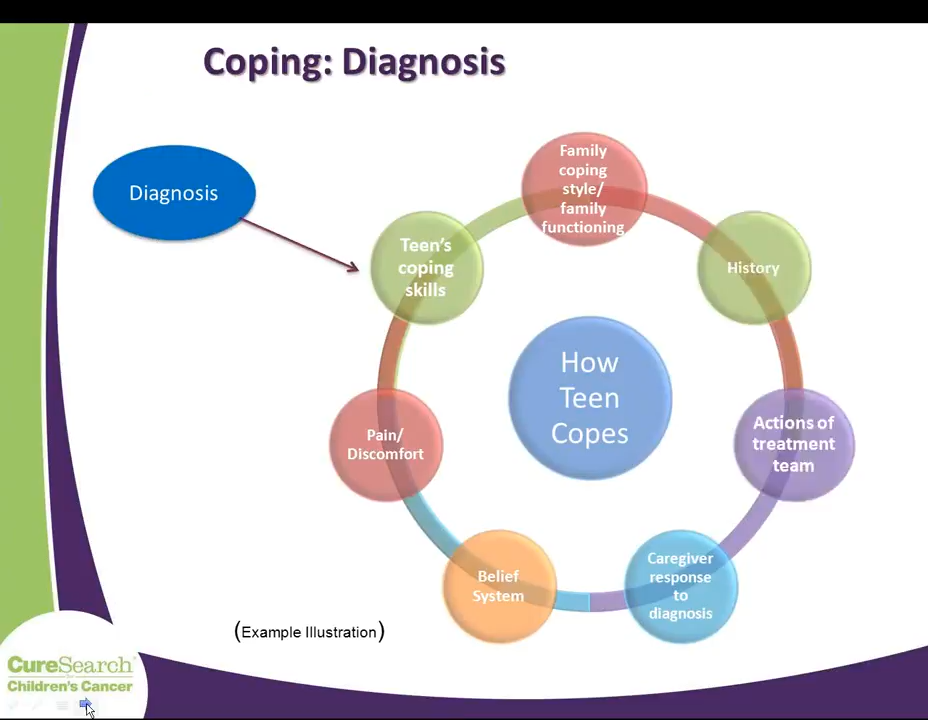 Coping: Diagnosis
Diagnosis
Family
coping
style/
family
functioning
Teen's
coping
skills
History
How
Teen
Copes
Actions of
treatment
team
Pain/
Discomfort
Caregiver
response
to
diagnosis
Belief
System
(Example Illustration)
CureSearch
Children's Cancer